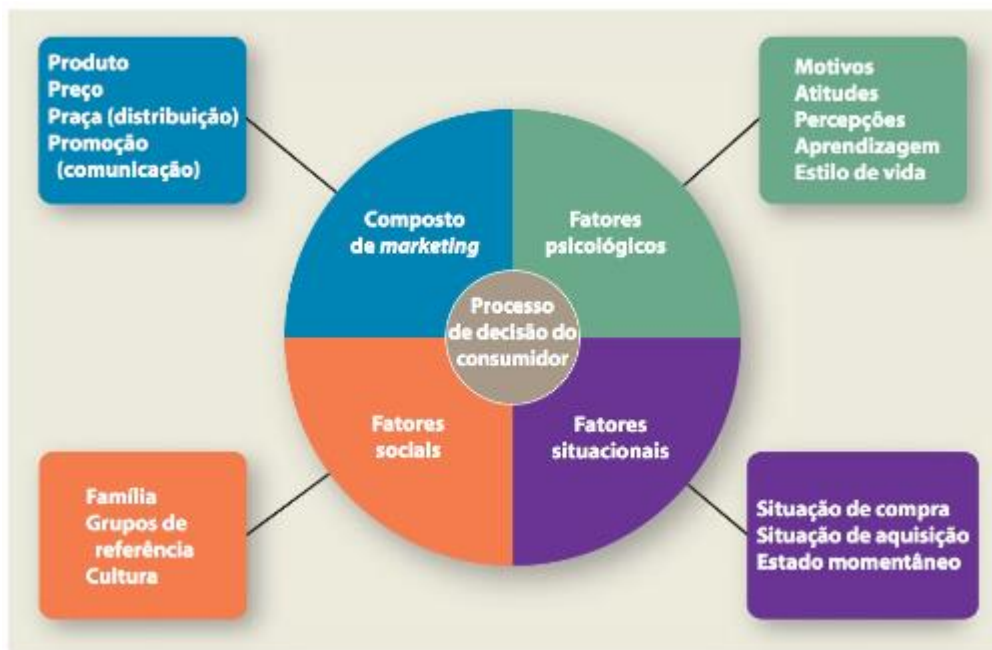 Produto
Preço
Praça (distribuição)
Promoção
(comunicação)
Motivos
Atitudes
Percepções
Aprendizagem
Estilo de vida
Composto
de marketing
Fatores
psicológicos
Processo
de decisão do
consumidor
Fatores
sociais
Fatores
situacionais
Família
Grupos de
referência
Cultura
Situação de compra
Situação de aquisição
Estado momentâneo